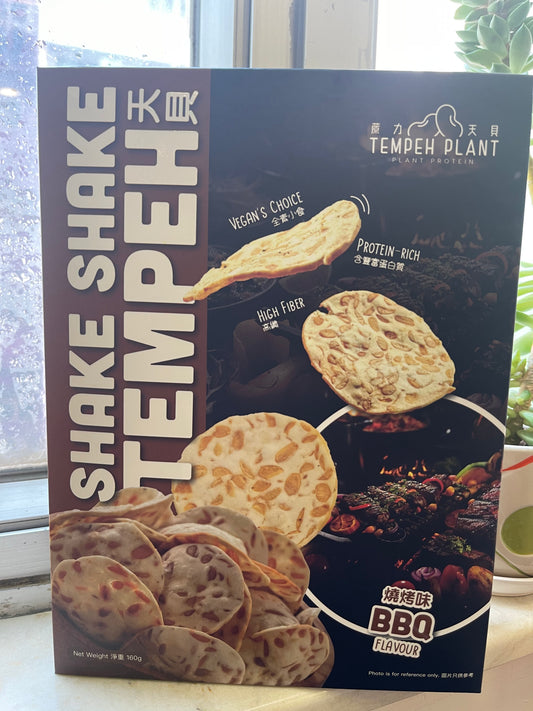 SHAKE SHAKE
TEMPEH 天貝
蔬力天貝
TEMPEH PLANT
PLANT PROTEIN
VEGAN'S CHOICE
全素小食
PROTEIN-RICH
含豐富蛋白質
HIGH FIBER
高纖
燒烤味
BBQ
FLAVOUR
Net Weight 淨重 160g
Photo is for reference only. 圖片只供參考